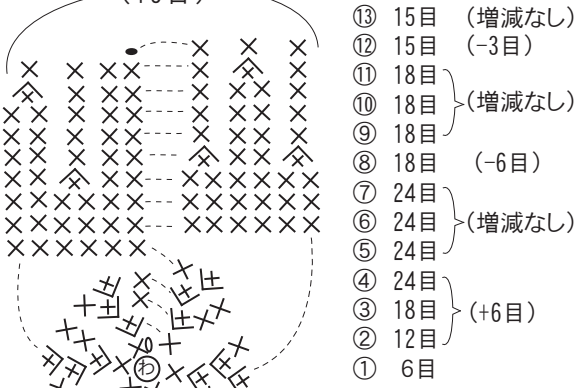 ⑬ 15目 (増減なし)
⑫ 15目 (-3目)
⑪ 18目
⑩ 18目 (増減なし)
⑨ 18目
⑧ 18目 (-6目)
⑦ 24目
⑥ 24目 (増減なし)
⑤ 24目
④ 24目
③ 18目 (+6目)
② 12目
① 6目
わ